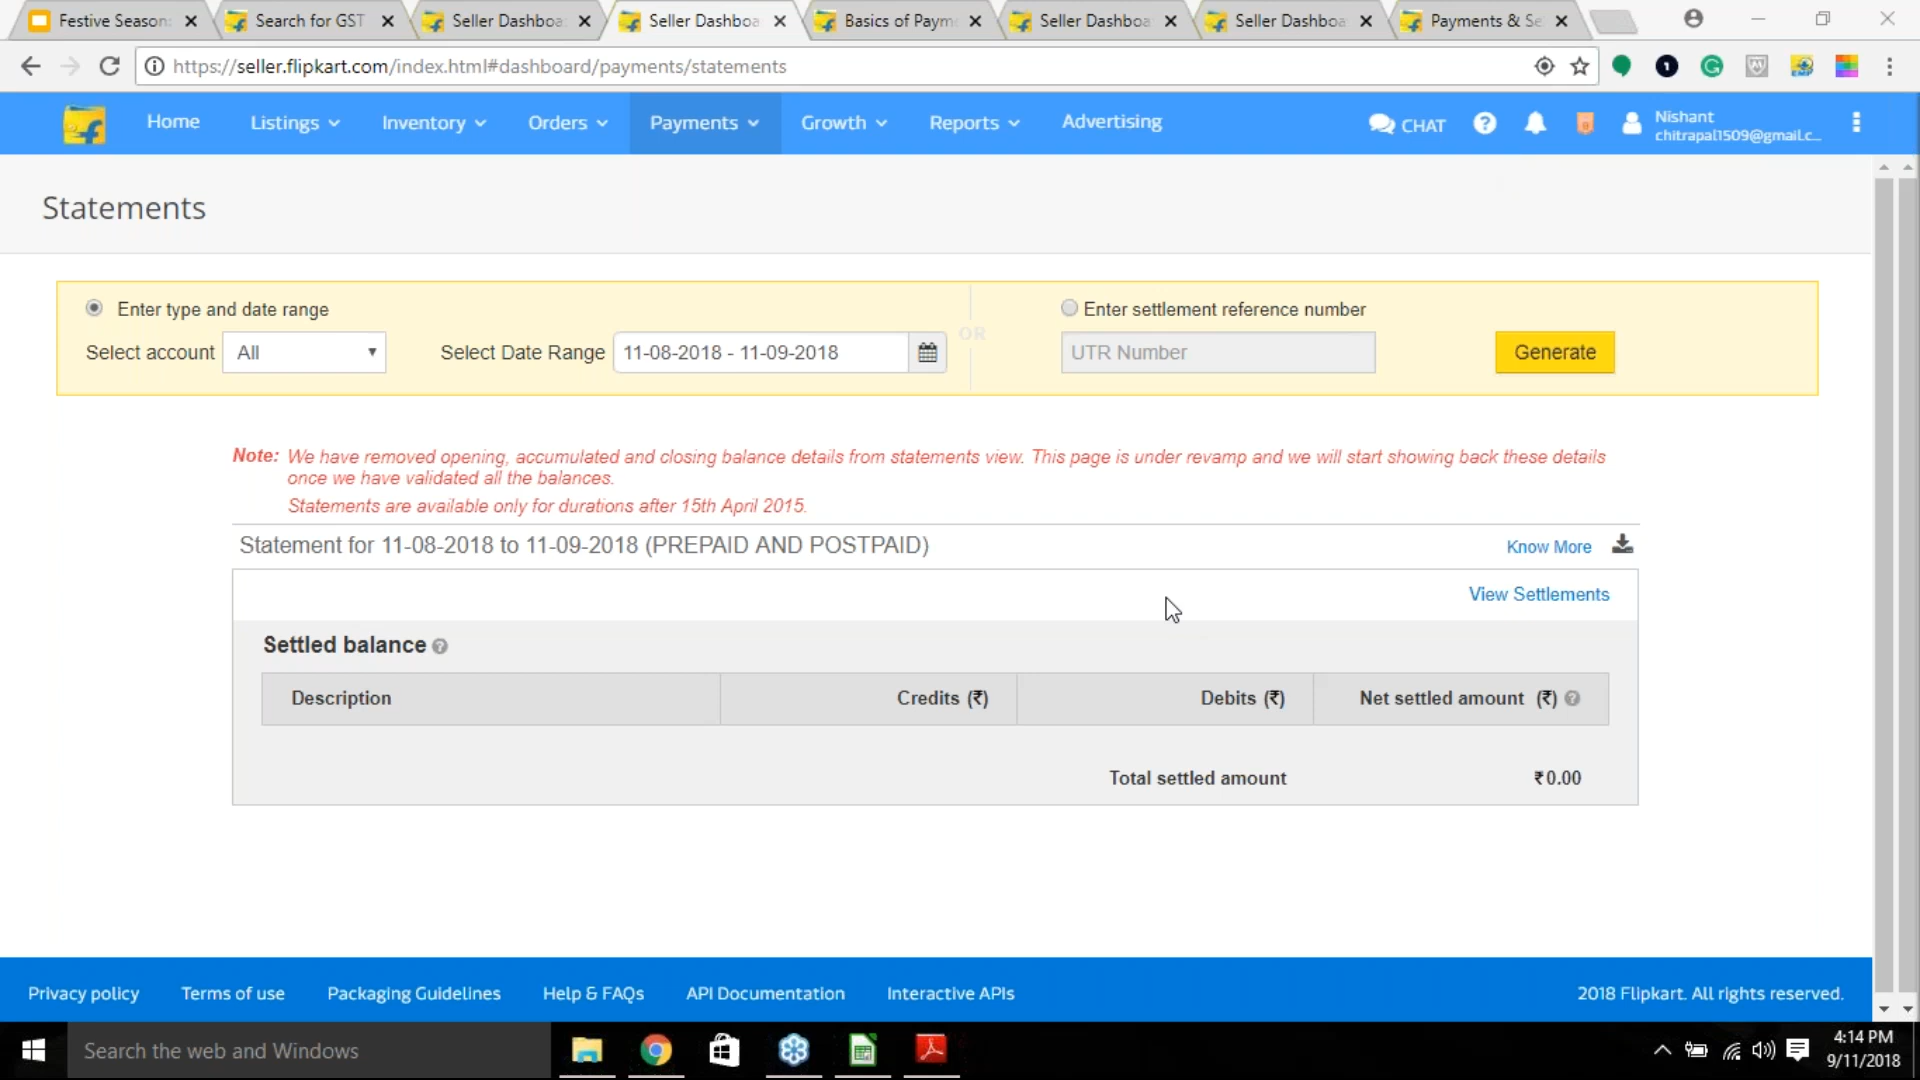 Festive Season:
Search for GST
Seller Dashboa
Seller Dashboa
Basics of Paym
Seller Dashboa
Seller Dashboa
Payments & Se
https://seller.flipkart.com/index.html#dashboard/payments/statements
Home
Listings
Inventory
Orders
Payments
Growth
Reports
Advertising
CHAT
Nishant
chitrapal1509@gmail.c...
Statements
Enter type and date range
OR
Enter settlement reference number
Select account
All
Select Date Range
11-08-2018 - 11-09-2018
UTR Number
Generate
Note: We have removed opening, accumulated and closing balance details from statements view. This page is under revamp and we will start showing back these details
once we have validated all the balances.
Statements are available only for durations after 15th April 2015.
Statement for 11-08-2018 to 11-09-2018 (PREPAID AND POSTPAID)
Know More
View Settlements
Settled balance
Description
Credits (₹)
Debits (₹)
Net settled amount (₹)
Total settled amount
₹0.00
Privacy policy
Terms of use
Packaging Guidelines
Help & FAQs
API Documentation
Interactive APIs
2018 Flipkart. All rights reserved.
Search the web and Windows
4:14 PM
9/11/2018